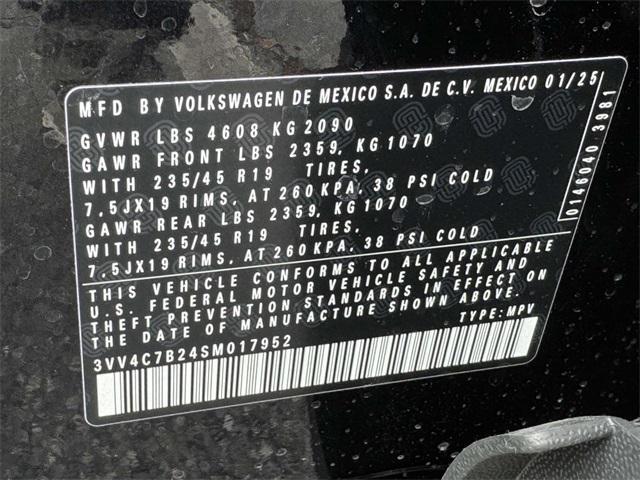 MFD BY VOLKSWAGEN DE MEXICO S.A. DE C.V. MEXICO 01/25
GVWR LBS 4608 KG 2090
GAWR FRONT LBS 2359, KG 1070
WITH 235/45 R19 TIRES,
7.5JX19 RIMS, AT 260 KPA, 38 PSI COLD
GAWR REAR LBS 2359, KG 1070
WITH 235/45 R19 TIRES,
7.5JX19 RIMS, AT 260 KPA, 38 PSI COLD
THIS VEHICLE CONFORMS TO ALL APPLICABLE
U.S. FEDERAL MOTOR VEHICLE SAFETY AND
THEFT PREVENTION STANDARDS IN EFFECT ON
THE DATE OF MANUFACTURE SHOWN ABOVE.
3VV4C7B24SM017952 TYPE: MPV
0146040 3981